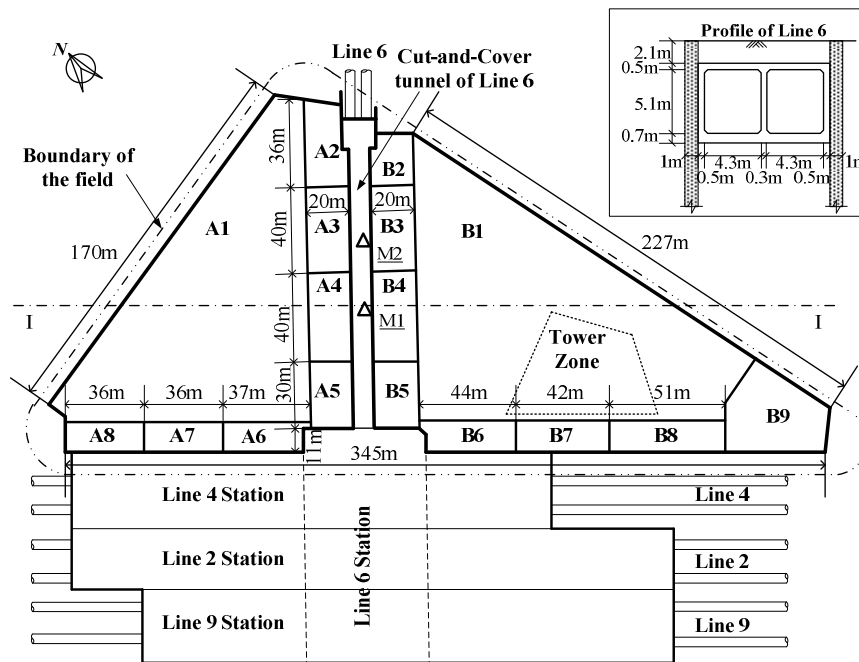 N
Line 6
Cut-and-Cover
tunnel of Line 6
Profile of Line 6
2.1m
0.5m
5.1m
0.7m
1m
4.3m
4.3m
1m
0.5m
0.3m
0.5m
Boundary of
the field
170m
227m
36m
A2
B2
20m
20m
A1
40m
A3
B3
B1
M2
A4
B4
40m
M1
I
I
Tower
Zone
30m
A5
B5
36m
36m
37m
44m
42m
51m
A8
A7
A6
11m
B6
B7
B8
B9
345m
Line 4 Station
Line 4
Line 2 Station
Line 6 Station
Line 2
Line 9 Station
Line 9